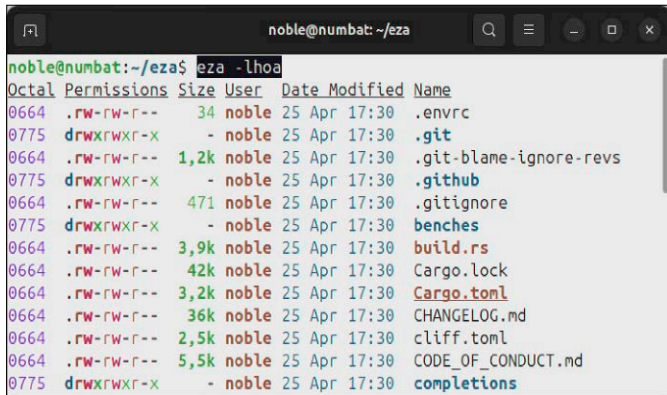 noble@numbat: ~/eza
noble@numbat:~/eza$ eza -lhoa
Octal Permissions Size User Date Modified Name
0664 .rw-rw-r-- 34 noble 25 Apr 17:30 .envrc
0775 drwxrwxr-x - noble 25 Apr 17:30 .git
0664 .rw-rw-r-- 1,2k noble 25 Apr 17:30 .git-blame-ignore-revs
0775 drwxrwxr-x - noble 25 Apr 17:30 .github
0664 .rw-rw-r-- 471 noble 25 Apr 17:30 .gitignore
0775 drwxrwxr-x - noble 25 Apr 17:30 benches
0664 .rw-rw-r-- 3,9k noble 25 Apr 17:30 build.rs
0664 .rw-rw-r-- 42k noble 25 Apr 17:30 Cargo.lock
0664 .rw-rw-r-- 3,2k noble 25 Apr 17:30 Cargo.toml
0664 .rw-rw-r-- 36k noble 25 Apr 17:30 CHANGELOG.md
0664 .rw-rw-r-- 2,5k noble 25 Apr 17:30 cliff.toml
0664 .rw-rw-r-- 5,5k noble 25 Apr 17:30 CODE_OF_CONDUCT.md
0775 drwxrwxr-x - noble 25 Apr 17:30 completions